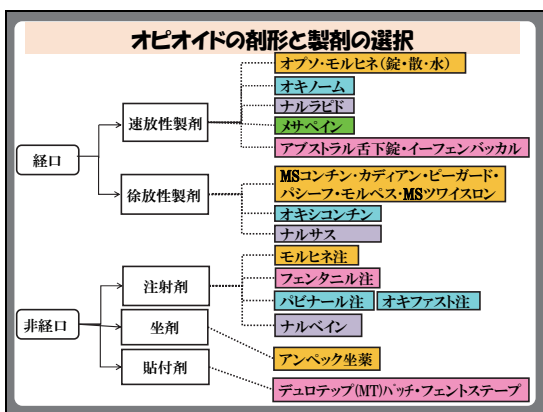 オピオイドの剤形と製剤の選択
経口
速放性製剤
オプソ・モルヒネ(錠・散・水)
オキノーム
ナルラピド
メサペイン
アブストラル舌下錠・イーフェンバッカル
徐放性製剤
MSコンチン・カディアン・ピーガード・
パシーフ・モルペス・MSツワイスロン
オキシコンチン
ナルサス
非経口
注射剤
モルヒネ注
フェンタニル注
パビナール注 オキファスト注
ナルベイン
坐剤
アンペック坐薬
貼付剤
デュロテップ(MT)パッチ・フェントステープ